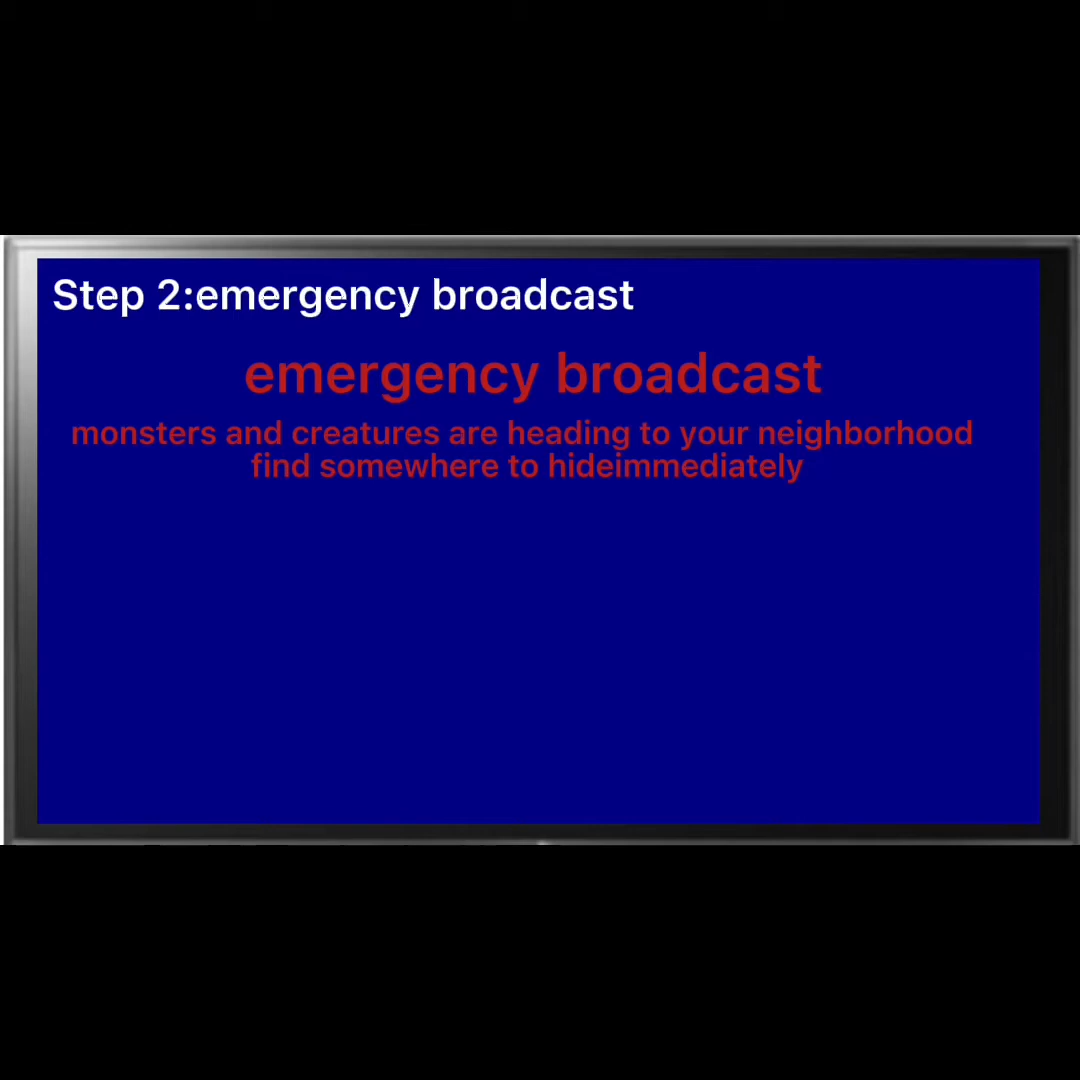 Step 2:emergency broadcast
emergency broadcast
monsters and creatures are heading to your neighborhood
find somewhere to hideimmediately